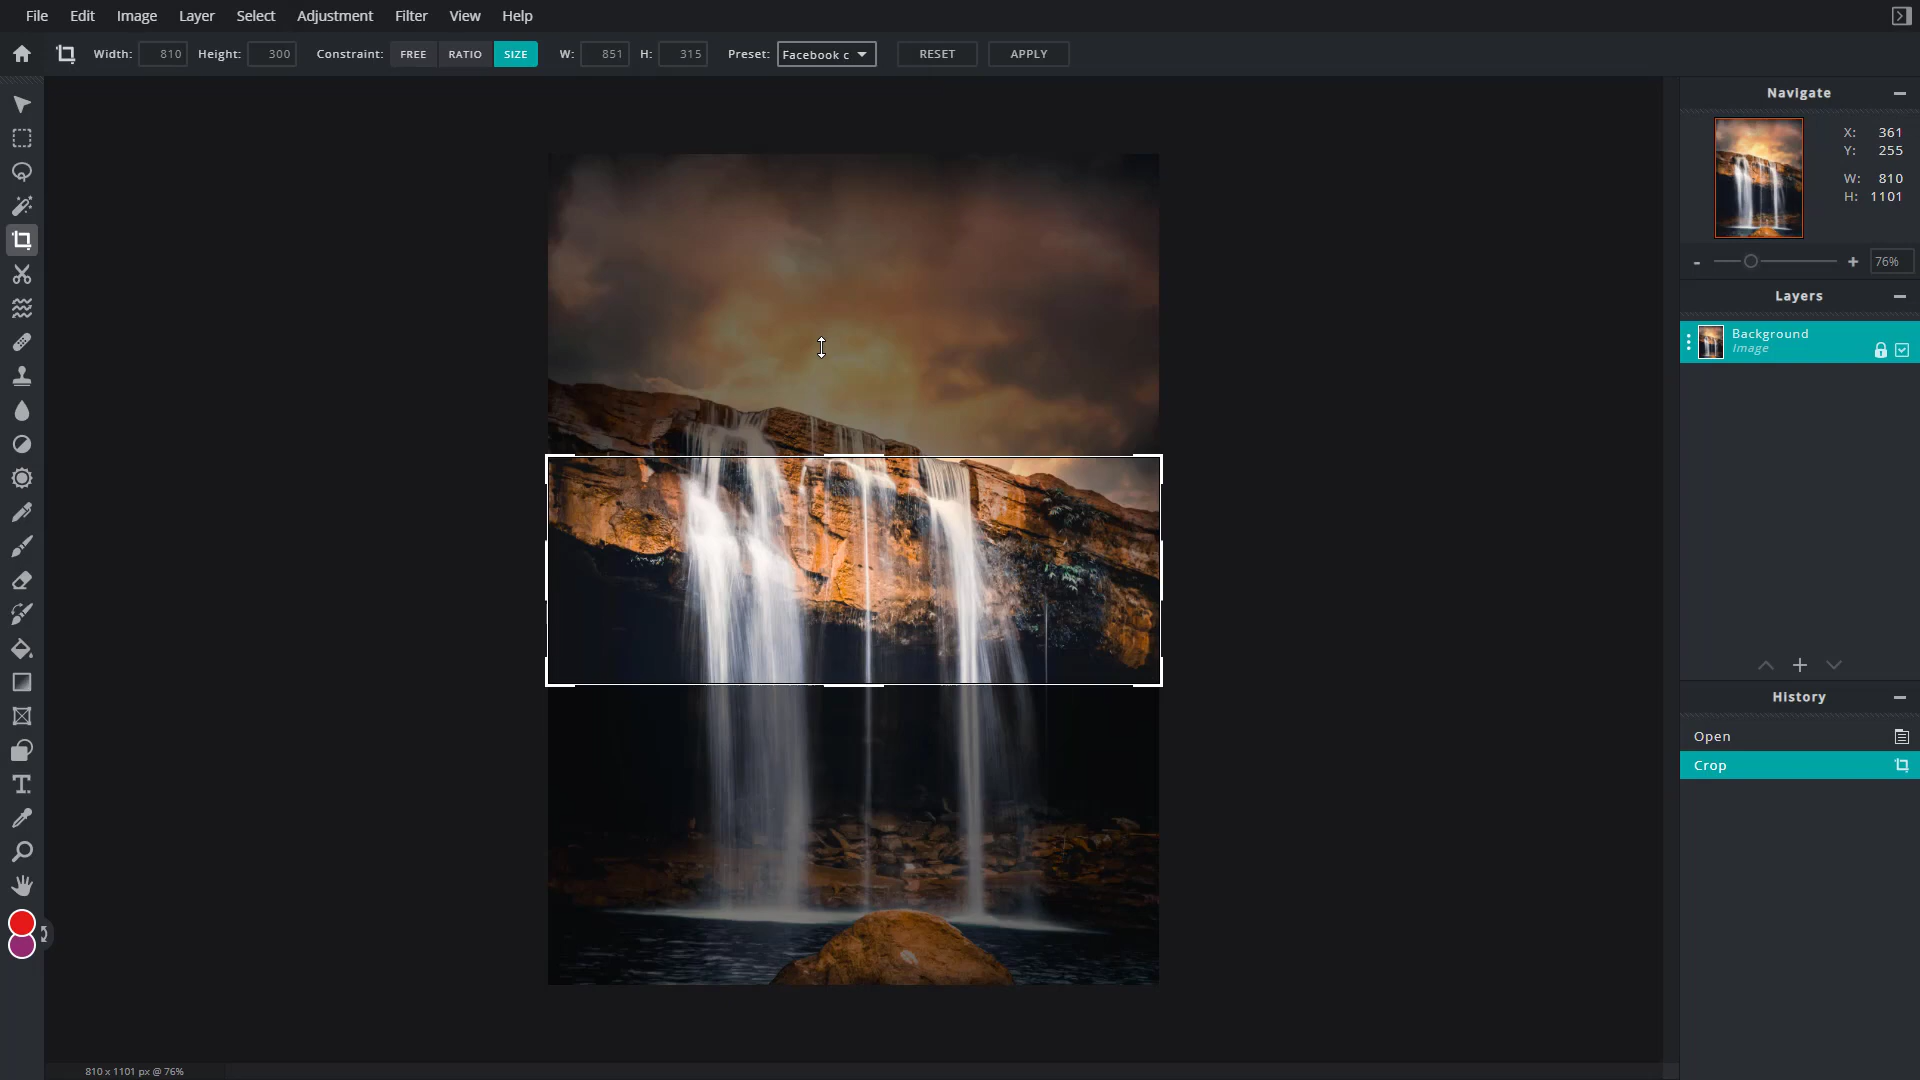 File Edit Image Layer Select Adjustment Filter View Help
Width: 810 Height: 300 Constraint: FREE RATIO SIZE W: 851 H: 315 Preset: Facebook c RESET APPLY
Navigate
X: 361
Y: 255
W: 810
H: 1101
- + 76%
Layers
Background
Image
History
Open
Crop
810 x 1101 px @ 76%